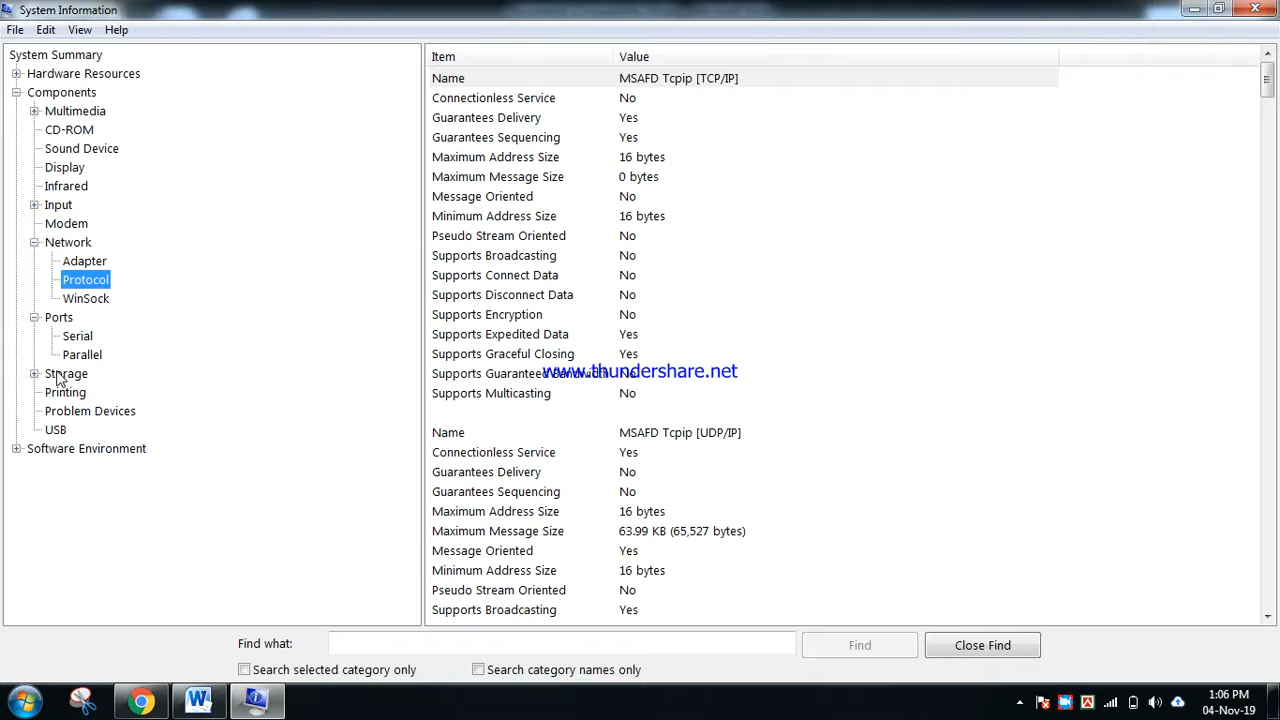 System Information
File Edit View Help
System Summary
Hardware Resources
Components
Multimedia
CD-ROM
Sound Device
Display
Infrared
Input
Modem
Network
Adapter
Protocol
WinSock
Ports
Serial
Parallel
Storage
Printing
Problem Devices
USB
Software Environment
Item Value
Name MSAFD Tcpip [TCP/IP]
Connectionless Service No
Guarantees Delivery Yes
Guarantees Sequencing Yes
Maximum Address Size 16 bytes
Maximum Message Size 0 bytes
Message Oriented No
Minimum Address Size 16 bytes
Pseudo Stream Oriented No
Supports Broadcasting No
Supports Connect Data No
Supports Disconnect Data No
Supports Encryption No
Supports Expedited Data Yes
Supports Graceful Closing Yes
Supports Guaranteed Bandwidth No
www.thundershare.net
Supports Multicasting No
Name MSAFD Tcpip [UDP/IP]
Connectionless Service Yes
Guarantees Delivery No
Guarantees Sequencing No
Maximum Address Size 16 bytes
Maximum Message Size 63.99 KB (65,527 bytes)
Message Oriented Yes
Minimum Address Size 16 bytes
Pseudo Stream Oriented No
Supports Broadcasting Yes
Find what: Find Close Find
Search selected category only Search category names only
1:06 PM
04-Nov-19